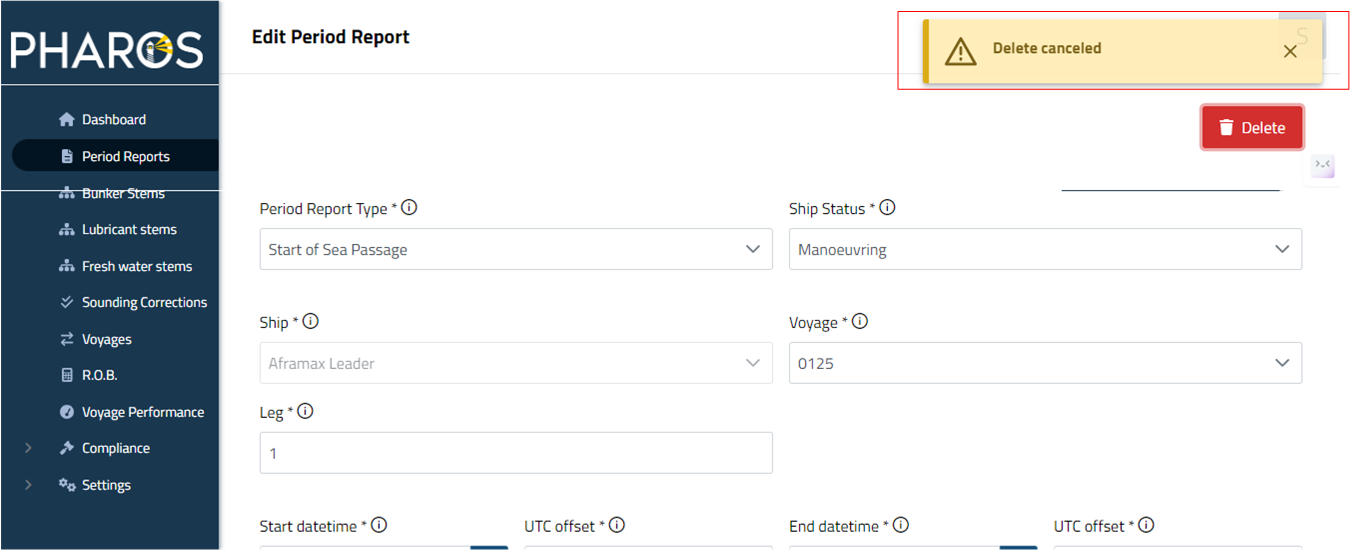 PHAROS
Edit Period Report
Delete canceled
S
Delete
Dashboard
Period Reports
Bunker Stems
Lubricant stems
Fresh water stems
Sounding Corrections
Voyages
R.O.B.
Voyage Performance
Compliance
Settings
Period Report Type *
Ship Status *
Start of Sea Passage
Manoeuvring
Ship *
Voyage *
Aframax Leader
0125
Leg *
1
Start datetime *
UTC offset *
End datetime *
UTC offset *